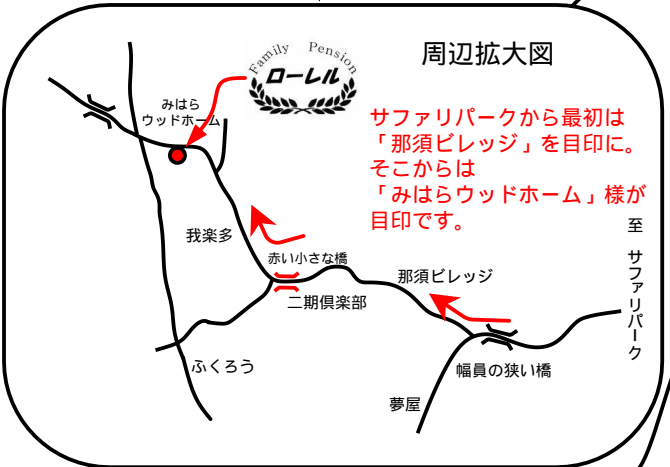 Family Pension
ローレル
周辺拡大図
サファリパークから最初は
「那須ビレッジ」を目印に。
そこからは
「みはらウッドホーム」様が
目印です。
みはら
ウッドホーム
我楽多
赤い小さな橋
二期倶楽部
那須ビレッジ
至 サファリパーク
幅員の狭い橋
ふくろう
夢屋